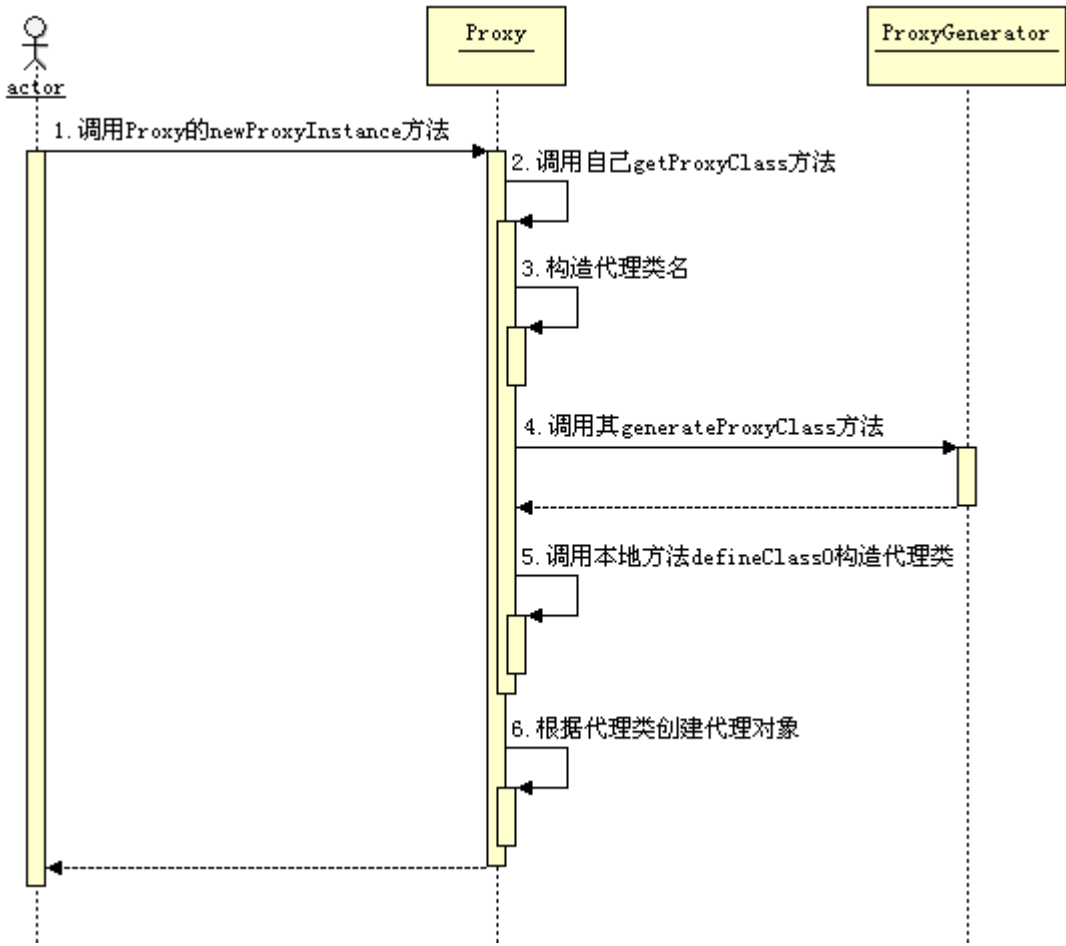 Proxy
ProxyGenerator
actor
1.调用Proxy的newProxyInstance方法
2.调用自己getProxyClass方法
3.构造代理类名
4.调用其generateProxyClass方法
5.调用本地方法defineClass0构造代理类
6.根据代理类创建代理对象